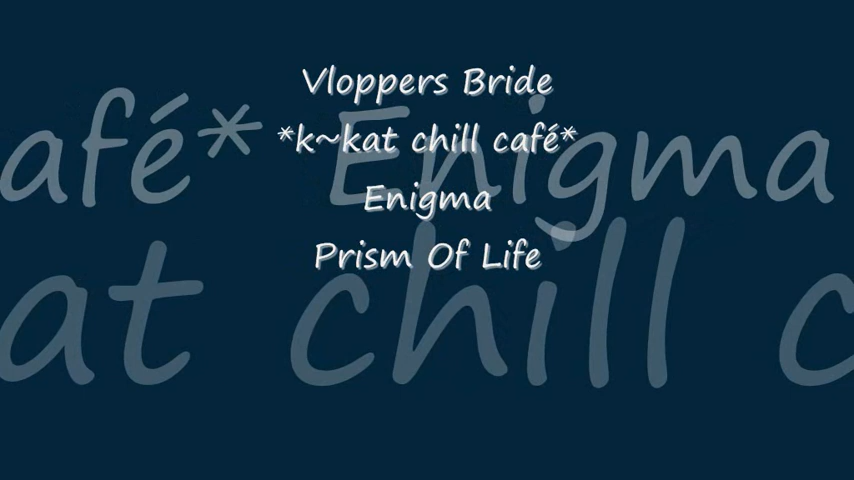 Vloppers Bride
*k~kat chill café*
Enigma
Prism Of Life
afé* Enigma
at chill c